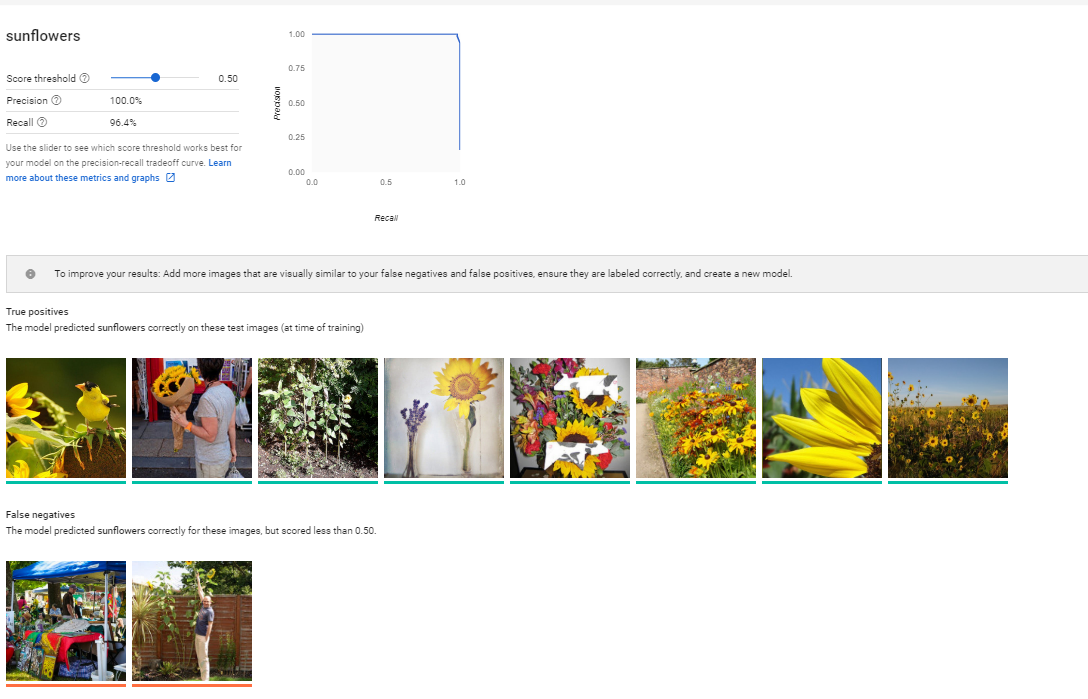 sunflowers
Score threshold
0.50
Precision
100.0%
Recall
96.4%
Use the slider to see which score threshold works best for
your model on the precision-recall tradeoff curve. Learn
more about these metrics and graphs
1.00
0.75
0.50
0.25
0.00
Precision
0.0
0.5
1.0
Recall
To improve your results: Add more images that are visually similar to your false negatives and false positives, ensure they are labeled correctly, and create a new model.
True positives
The model predicted sunflowers correctly on these test images (at time of training)
False negatives
The model predicted sunflowers correctly for these images, but scored less than 0.50.